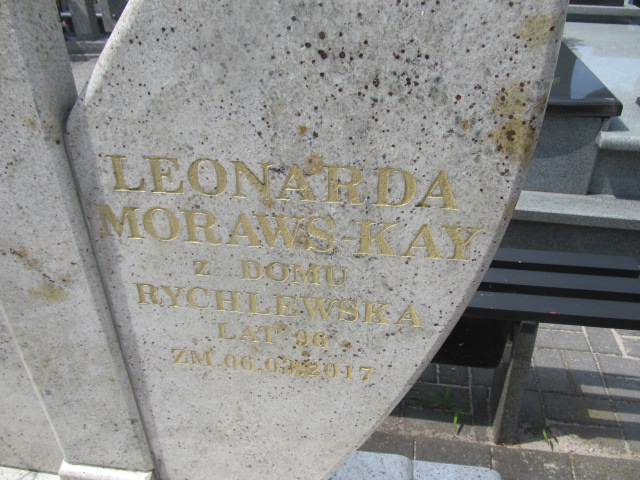 LEONARDA
MORAWS-KAY
Z DOMU
RYCHLEWSKA
LAT 96
ZM.06.03.2017